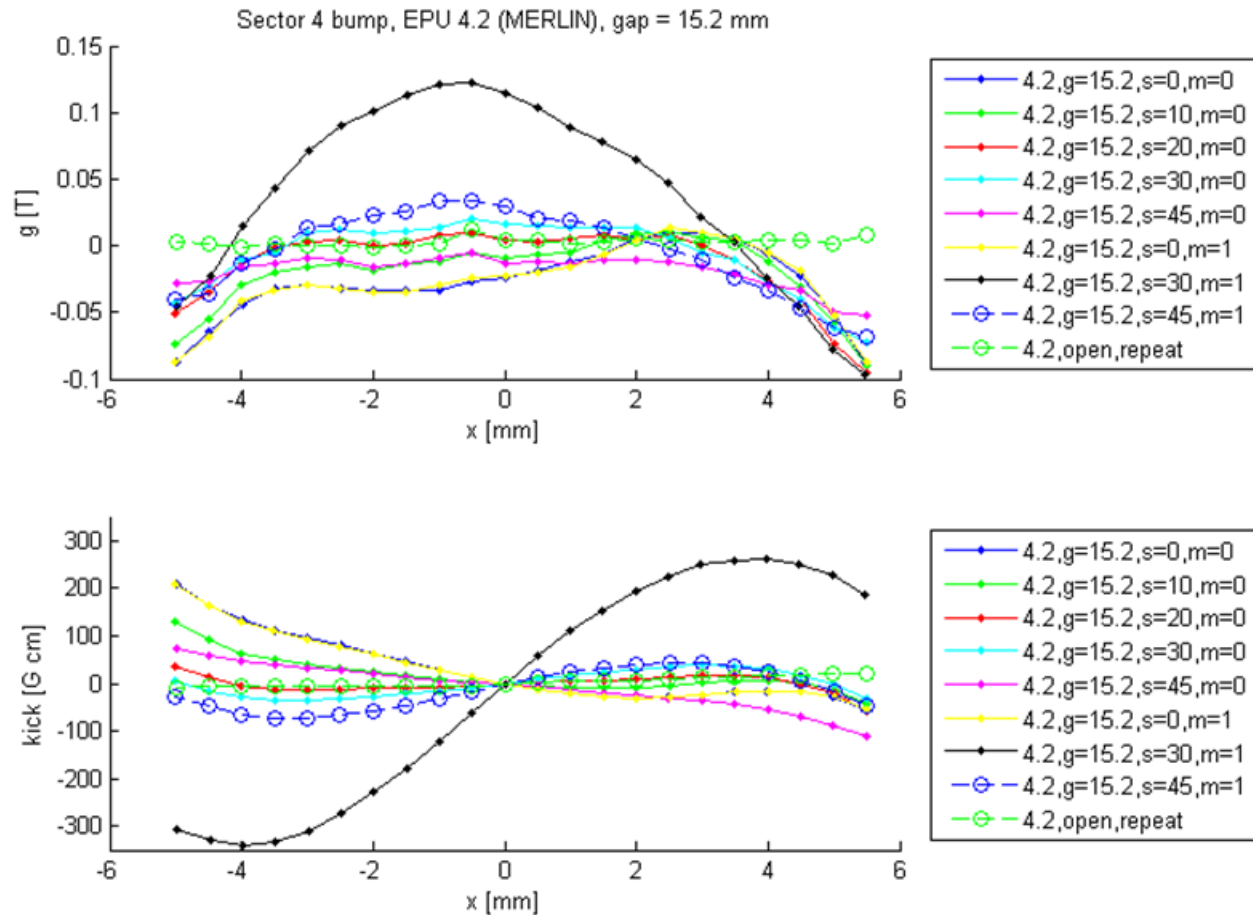 Sector 4 bump, EPU 4.2 (MERLIN), gap = 15.2 mm
0.15
0.1
0.05
0
-0.05
-0.1
g [T]
-6 -4 -2 0 2 4 6
x [mm]
4.2,g=15.2,s=0,m=0
4.2,g=15.2,s=10,m=0
4.2,g=15.2,s=20,m=0
4.2,g=15.2,s=30,m=0
4.2,g=15.2,s=45,m=0
4.2,g=15.2,s=0,m=1
4.2,g=15.2,s=30,m=1
4.2,g=15.2,s=45,m=1
4.2,open,repeat
300
200
100
0
-100
-200
-300
kick [G cm]
-6 -4 -2 0 2 4 6
x [mm]
4.2,g=15.2,s=0,m=0
4.2,g=15.2,s=10,m=0
4.2,g=15.2,s=20,m=0
4.2,g=15.2,s=30,m=0
4.2,g=15.2,s=45,m=0
4.2,g=15.2,s=0,m=1
4.2,g=15.2,s=30,m=1
4.2,g=15.2,s=45,m=1
4.2,open,repeat